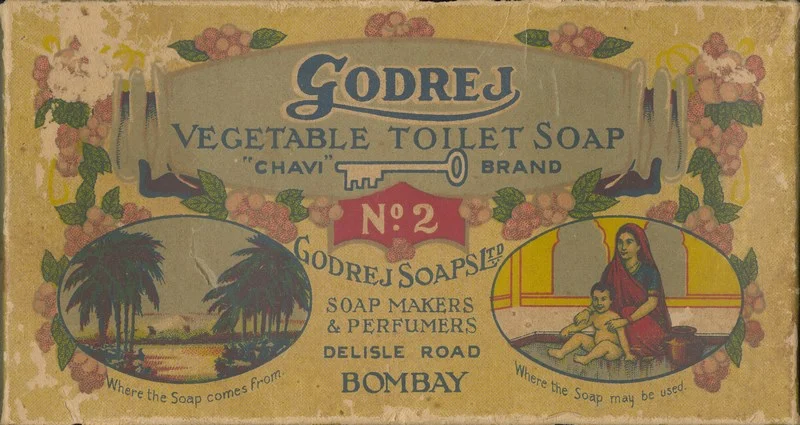 GODREJ
VEGETABLE TOILET SOAP
"CHAVI" BRAND
No. 2
GODREJ SOAPS LTD
SOAP MAKERS
& PERFUMERS
DELISLE ROAD
BOMBAY
Where the Soap comes from.
Where the Soap may be used.